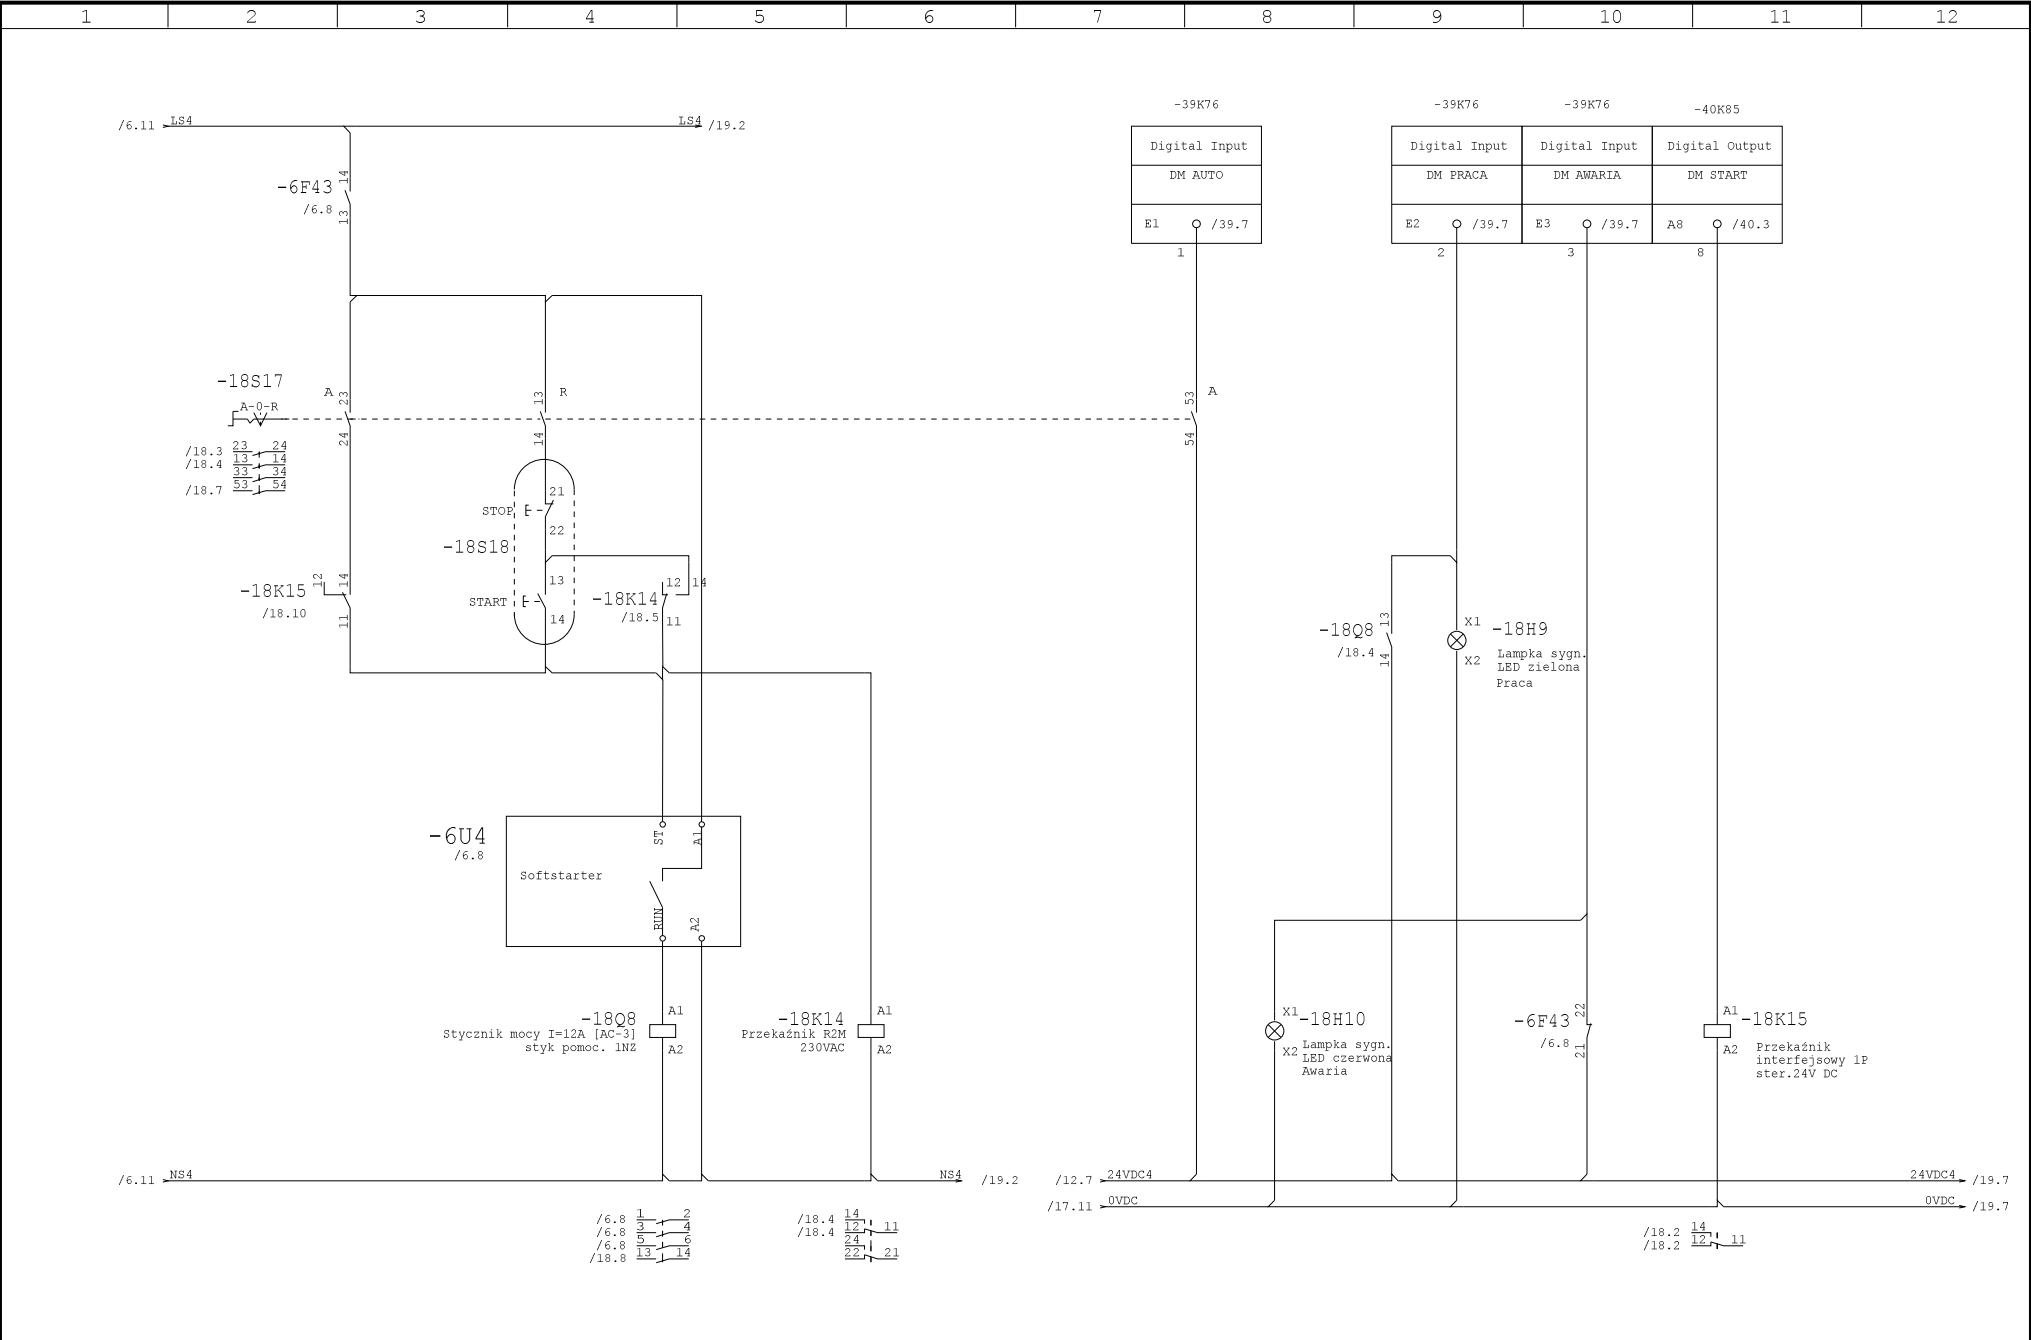 1 2 3 4 5 6 7 8 9 10 11 12
-39K76 -39K76 -39K76 -40K85
/6.11 LS4 LS4 /19.2
Digital Input Digital Input Digital Input Digital Output
DM AUTO DM PRACA DM AWARIA DM START
14
-6F43
/6.8
13
E1 /39.7 E2 /39.7 E3 /39.7 A8 /40.3
1 2 3 8
-18S17
A-0-R
A 23
24
13 R
14
53 A
54
/18.3 23 24
/18.4 13 14
33 34
/18.7 53 54
21
STOP
22
-18S18
13
START
14
12 14
-18K15
/18.10
11
12 14
-18K14
/18.5
11
13
-18Q8
/18.4
14
X1
-18H9
X2
Lampka sygn.
LED zielona
Praca
-6U4
/6.8
Softstarter
ST A1
RUN A2
A1
-18Q8
Stycznik mocy I=12A [AC-3]
styk pomoc. 1NZ
A2
A1
-18K14
Przekaźnik R2M
230VAC
A2
X1
-18H10
X2
Lampka sygn.
LED czerwona
Awaria
22
-6F43
/6.8
21
A1
-18K15
A2
Przekaźnik
interfejsowy 1P
ster.24V DC
/6.11 NS4 NS4 /19.2
/12.7 24VDC4 24VDC4 /19.7
/17.11 0VDC 0VDC /19.7
/6.8 1 2
/6.8 3 4
/6.8 5 6
/18.8 13 14
/18.4 14
/18.4 12 11
24
22 21
/18.2 14
/18.2 12 11